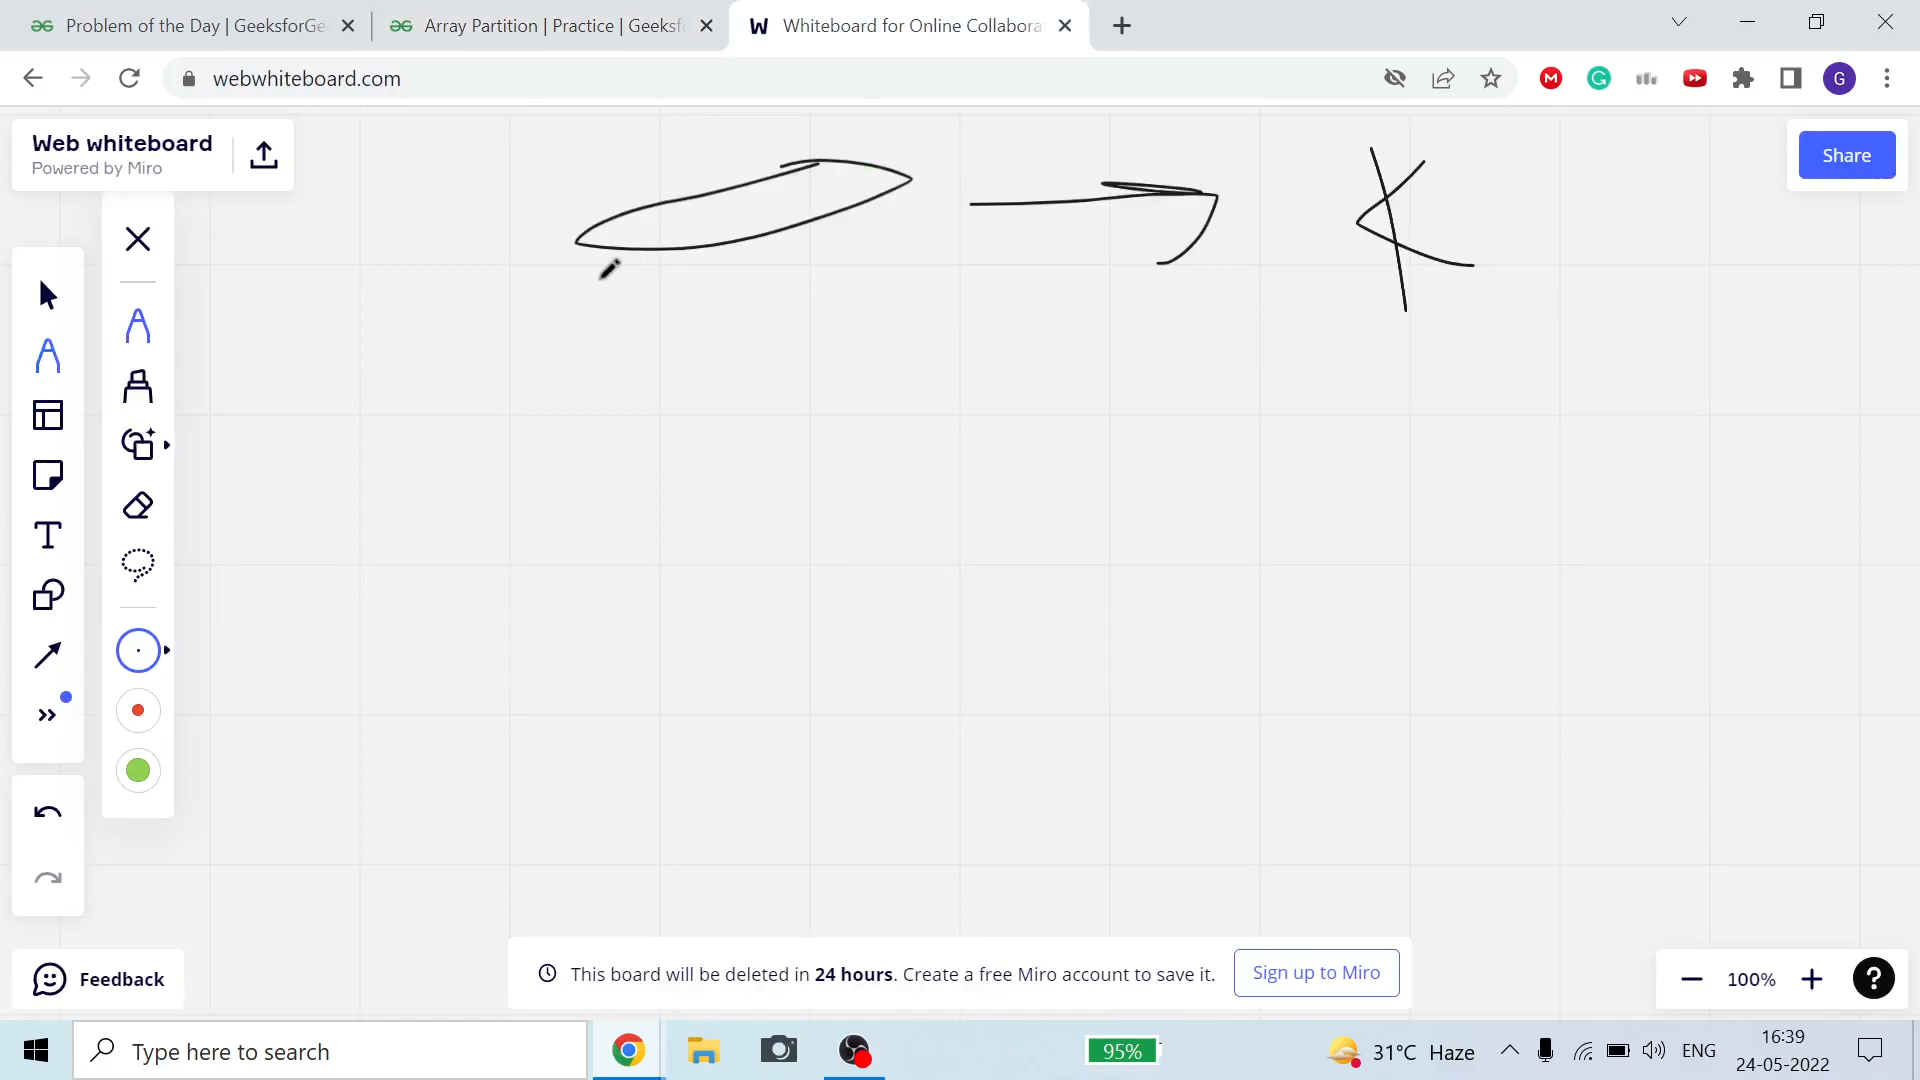 Problem of the Day | GeeksforGe
Array Partition | Practice | Geeksf
W Whiteboard for Online Collabora
webwhiteboard.com
G
Web whiteboard
Powered by Miro
Share
K
T
Feedback
This board will be deleted in 24 hours. Create a free Miro account to save it.
Sign up to Miro
100%
?
Type here to search
95%
31°C Haze
ENG
16:39
24-05-2022